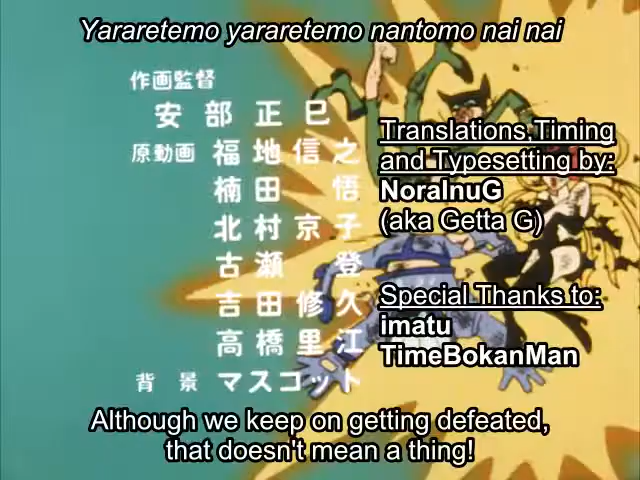 Yararetemo yararetemo nantomo nai nai
作画監督
安部正巳
原動画 福地信之
楠田 悟
北村京子
古瀬 登
吉田修久
高橋里江
背景 マスコット
Translations,Timing
and Typesetting by:
NoraInuG
(aka Getta G)
Special Thanks to:
imatu
TimeBokanMan
Although we keep on getting defeated,
that doesn't mean a thing!